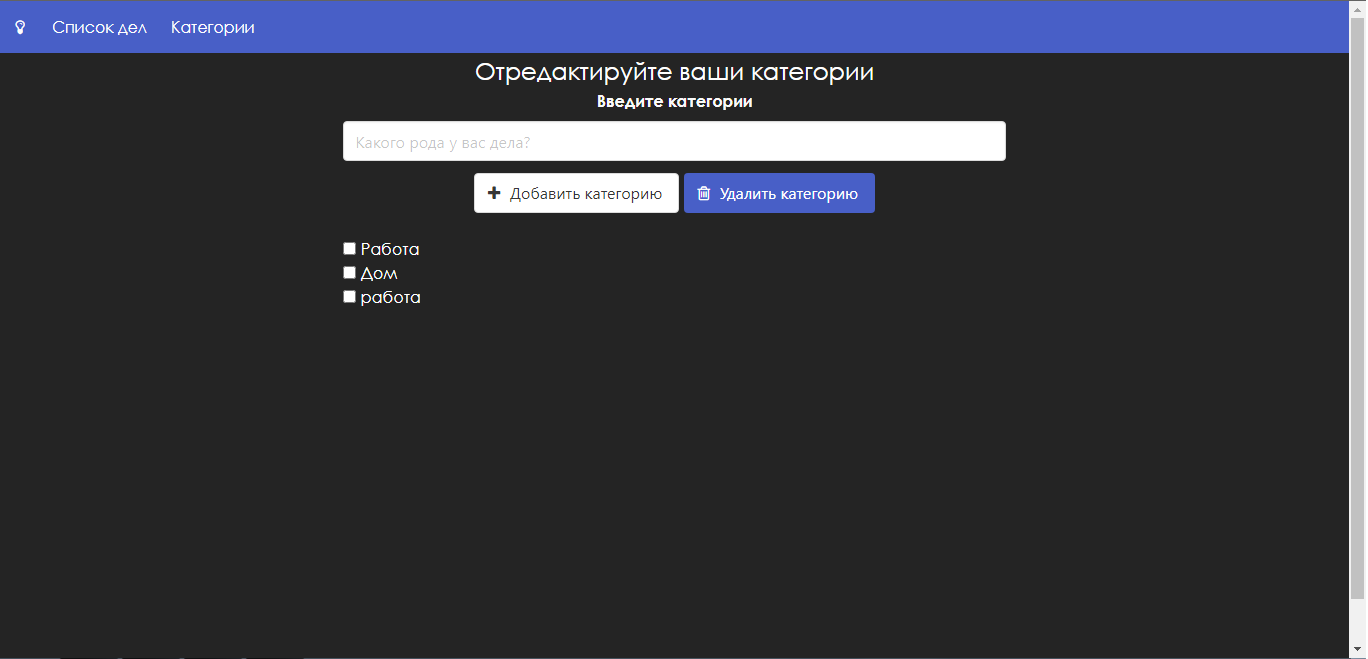 Список дел Категории
Отредактируйте ваши категории
Введите категории
Какого рода у вас дела?
Добавить категорию Удалить категорию
Работа
Дом
работа